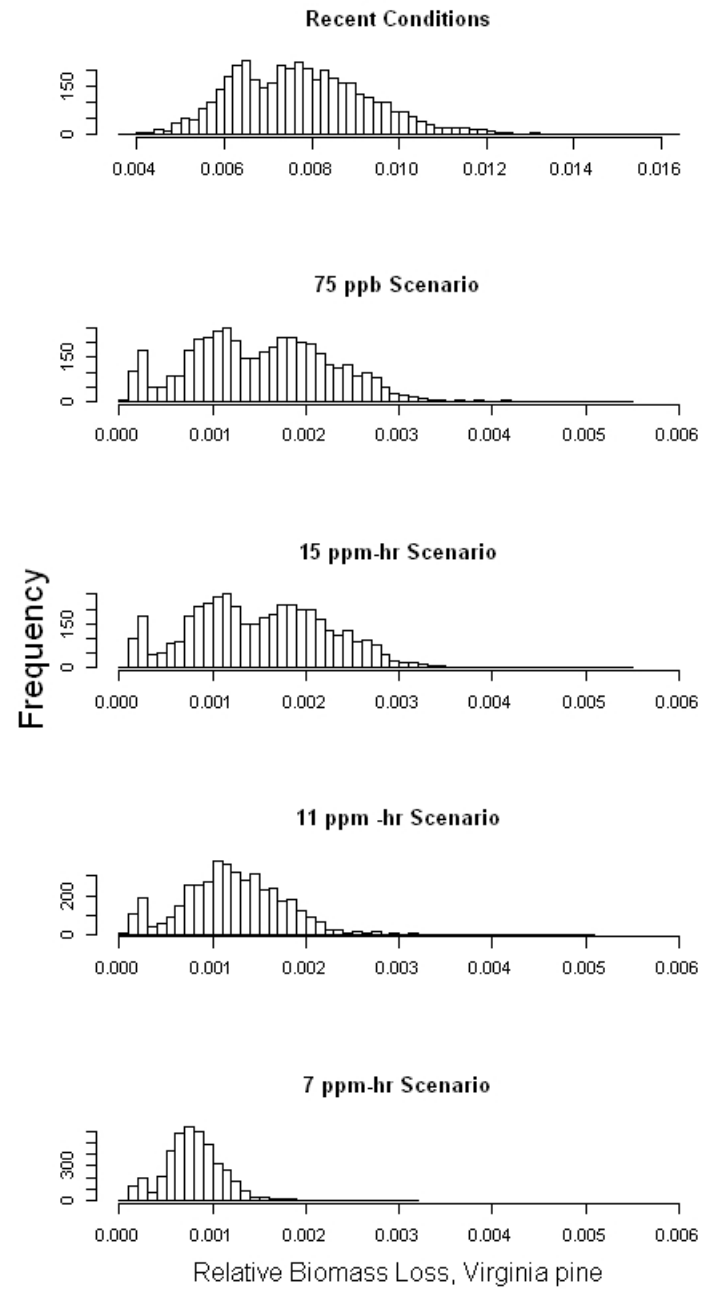 Recent Conditions
150
0
0.004 0.006 0.008 0.010 0.012 0.014 0.016
75 ppb Scenario
150
0
0.000 0.001 0.002 0.003 0.004 0.005 0.006
15 ppm-hr Scenario
150
0
0.000 0.001 0.002 0.003 0.004 0.005 0.006
Frequency
11 ppm -hr Scenario
200
0
0.000 0.001 0.002 0.003 0.004 0.005 0.006
7 ppm-hr Scenario
300
0
0.000 0.001 0.002 0.003 0.004 0.005 0.006
Relative Biomass Loss, Virginia pine